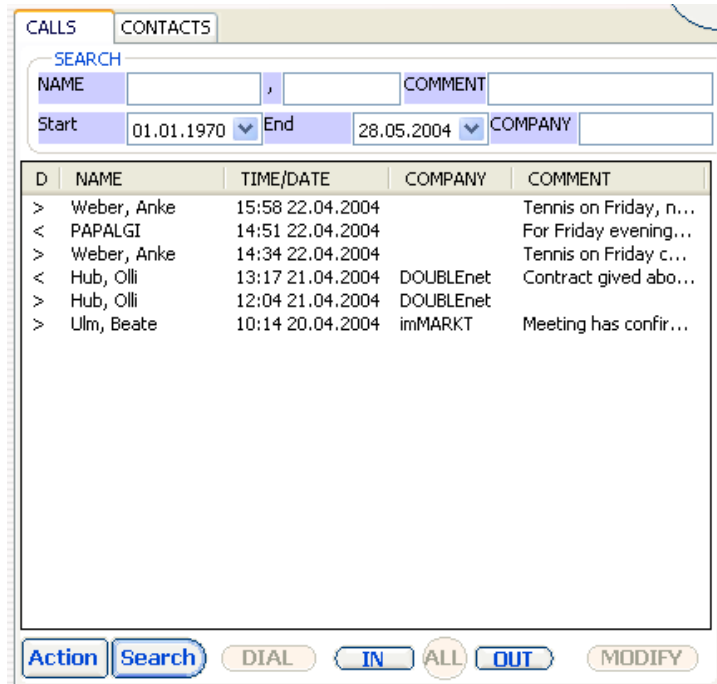 CALLS CONTACTS
SEARCH
NAME , COMMENT
Start 01.01.1970 End 28.05.2004 COMPANY
D NAME TIME/DATE COMPANY COMMENT
> Weber, Anke 15:58 22.04.2004 Tennis on Friday, n...
< PAPALGI 14:51 22.04.2004 For Friday evening...
> Weber, Anke 14:34 22.04.2004 Tennis on Friday c...
< Hub, Olli 13:17 21.04.2004 DOUBLEnet Contract gived abo...
> Hub, Olli 12:04 21.04.2004 DOUBLEnet
> Ulm, Beate 10:14 20.04.2004 imMARKT Meeting has confir...
Action Search DIAL IN ALL OUT MODIFY